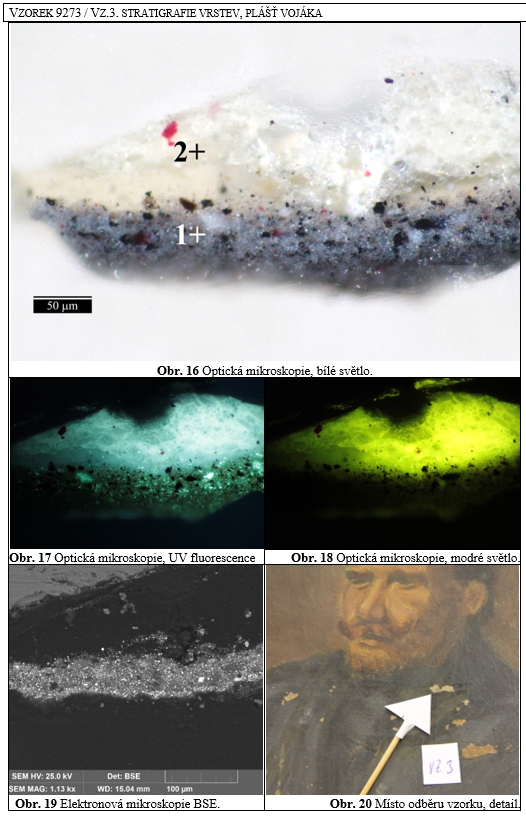 VZOREK 9273 / VZ.3. STRATIGRAFIE VRSTEV, PLÁŠŤ VOJÁKA
2+
1+
50 µm
Obr. 16 Optická mikroskopie, bílé světlo.
Obr. 17 Optická mikroskopie, UV fluorescence
Obr. 18 Optická mikroskopie, modré světlo.
SEM HV: 25.0 kV Det: BSE
SEM MAG: 1.13 kx WD: 15.04 mm 100 µm
VZ 3
Obr. 19 Elektronová mikroskopie BSE.
Obr. 20 Místo odběru vzorku, detail.